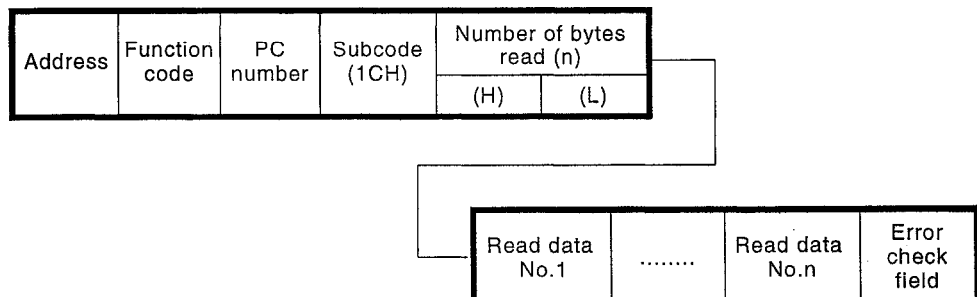 Address
Function
code
PC
number
Subcode
(1CH)
Number of bytes
read (n)
(H)
(L)
Read data
No.1
........
Read data
No.n
Error
check
field